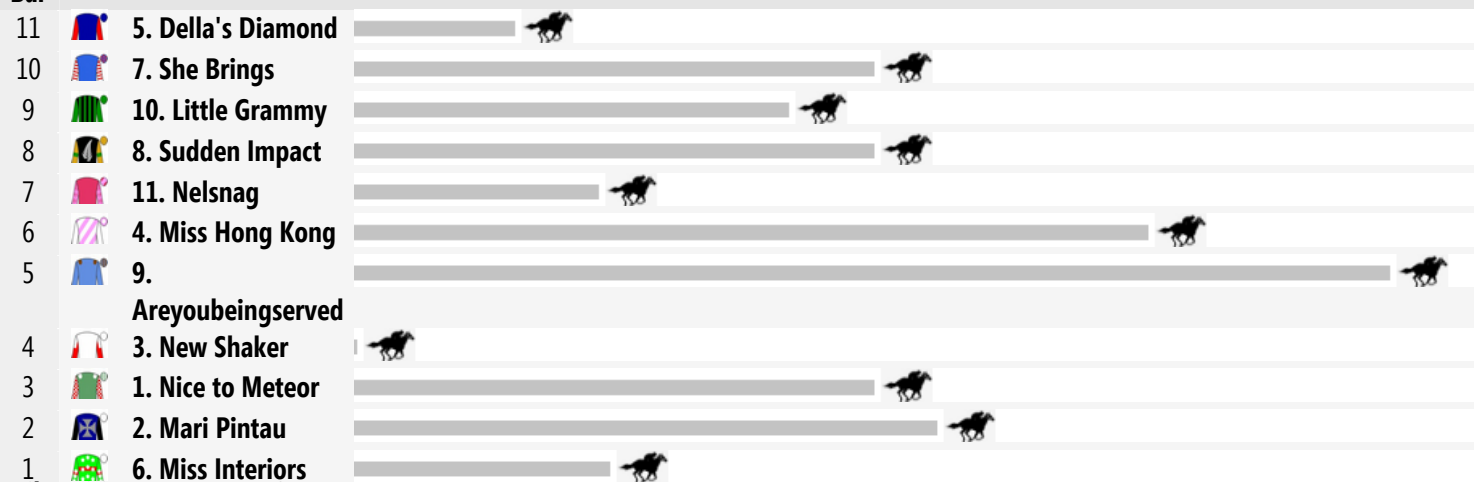 Bar
11 5. Della's Diamond
10 7. She Brings
9 10. Little Grammy
8 8. Sudden Impact
7 11. Nelsnag
6 4. Miss Hong Kong
5 9.
Areyoubeingserved
4 3. New Shaker
3 1. Nice to Meteor
2 2. Mari Pintau
1 6. Miss Interiors